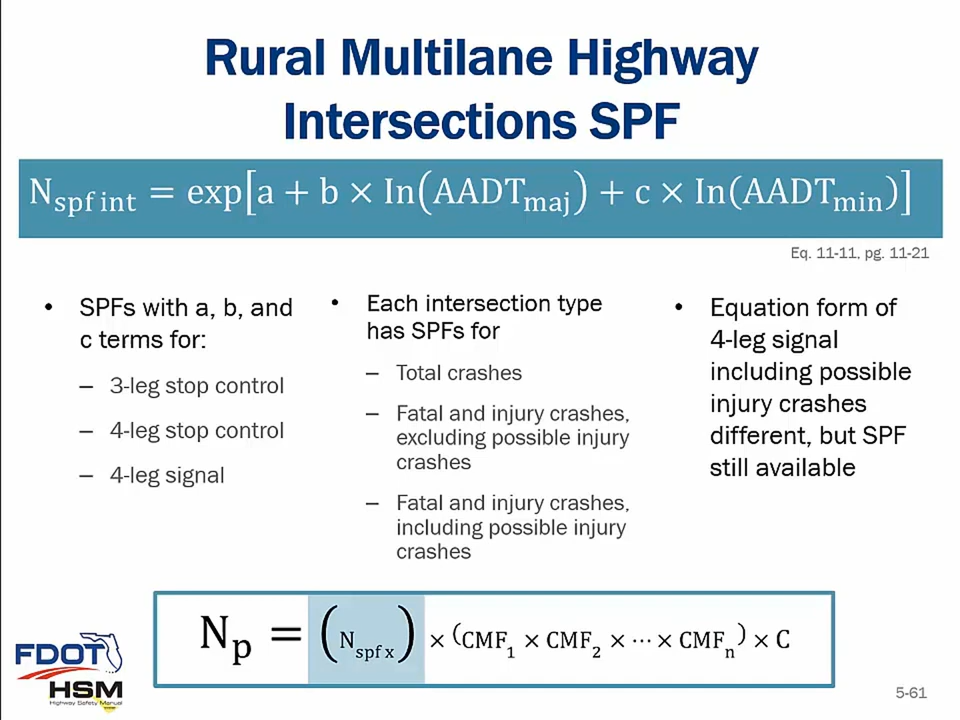 Rural Multilane Highway
Intersections SPF
N_spf int = exp[a + b × In(AADT_maj) + c × In(AADT_min)]
Eq. 11-11, pg. 11-21
• SPFs with a, b, and
c terms for:
– 3-leg stop control
– 4-leg stop control
– 4-leg signal
• Each intersection type
has SPFs for
– Total crashes
– Fatal and injury crashes,
excluding possible injury
crashes
– Fatal and injury crashes,
including possible injury
crashes
• Equation form of
4-leg signal
including possible
injury crashes
different, but SPF
still available
N_p = (N_spf x) × (CMF_1 × CMF_2 × ⋯ × CMF_n) × C
FDOT
HSM
Highway Safety Manual
5-61